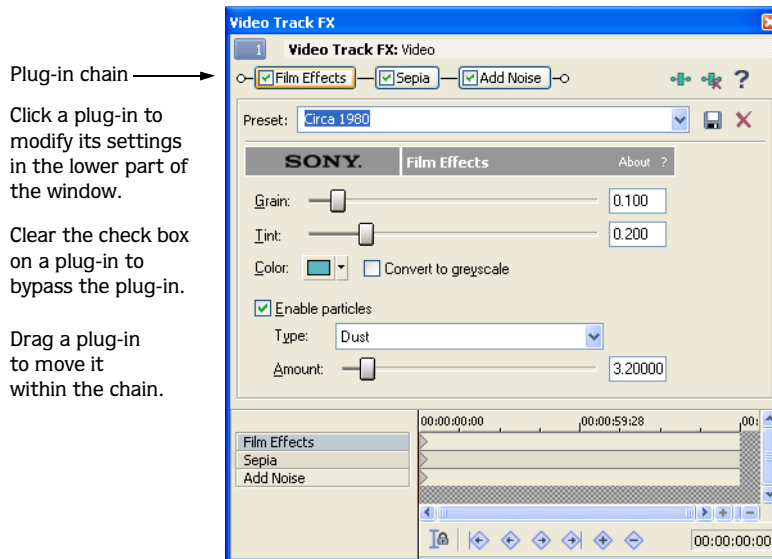 Video Track FX
1 Video Track FX: Video
Plug-in chain
Film Effects Sepia Add Noise ?
Click a plug-in to
modify its settings
in the lower part of
the window.
Clear the check box
on a plug-in to
bypass the plug-in.
Drag a plug-in
to move it
within the chain.
Preset: Circa 1980
SONY. Film Effects About ?
Grain: 0.100
Tint: 0.200
Color: Convert to greyscale
Enable particles
Type: Dust
Amount: 3.20000
00:00:00:00 00:00:59:28 00:
Film Effects
Sepia
Add Noise
00:00:00:00